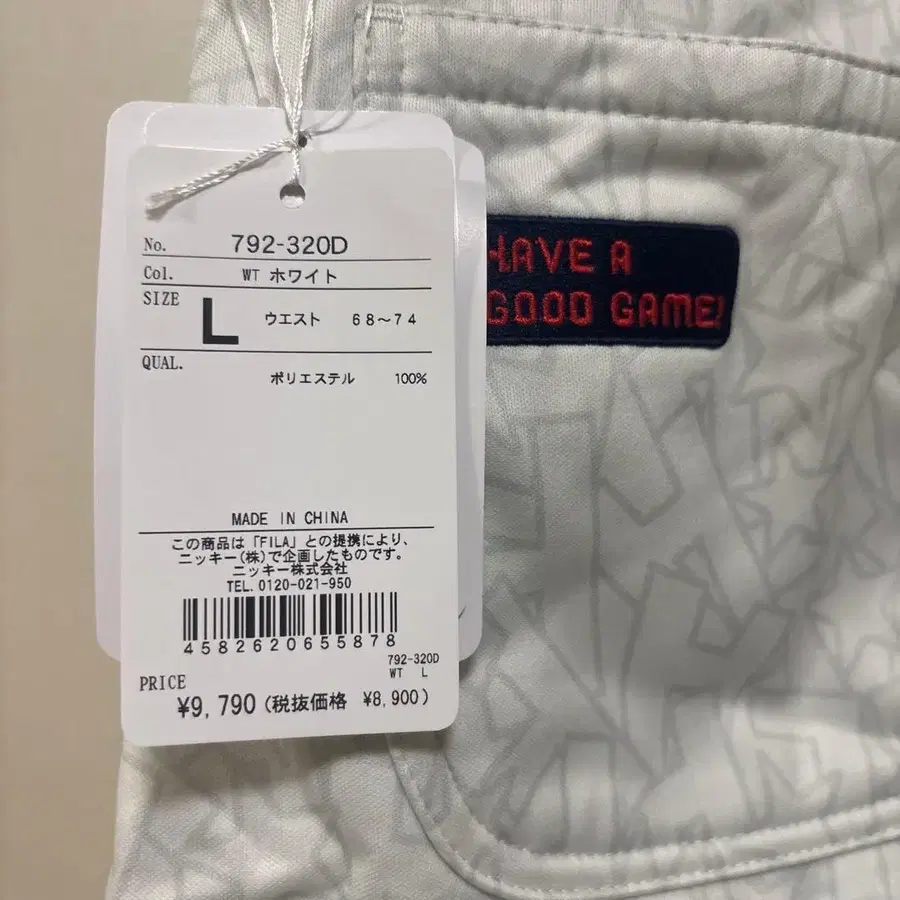 No. 792-320D
Col. WT ホワイト
SIZE L ウエスト 68～74
QUAL.
ポリエステル 100%
MADE IN CHINA
この商品は「FILA」との提携により、
ニッキー(株)で企画したものです。
ニッキー株式会社
TEL. 0120-021-950
4582620655878
792-320D
WT L
PRICE
¥9,790 (税抜価格 ¥8,900)
HAVE A
GOOD GAME!